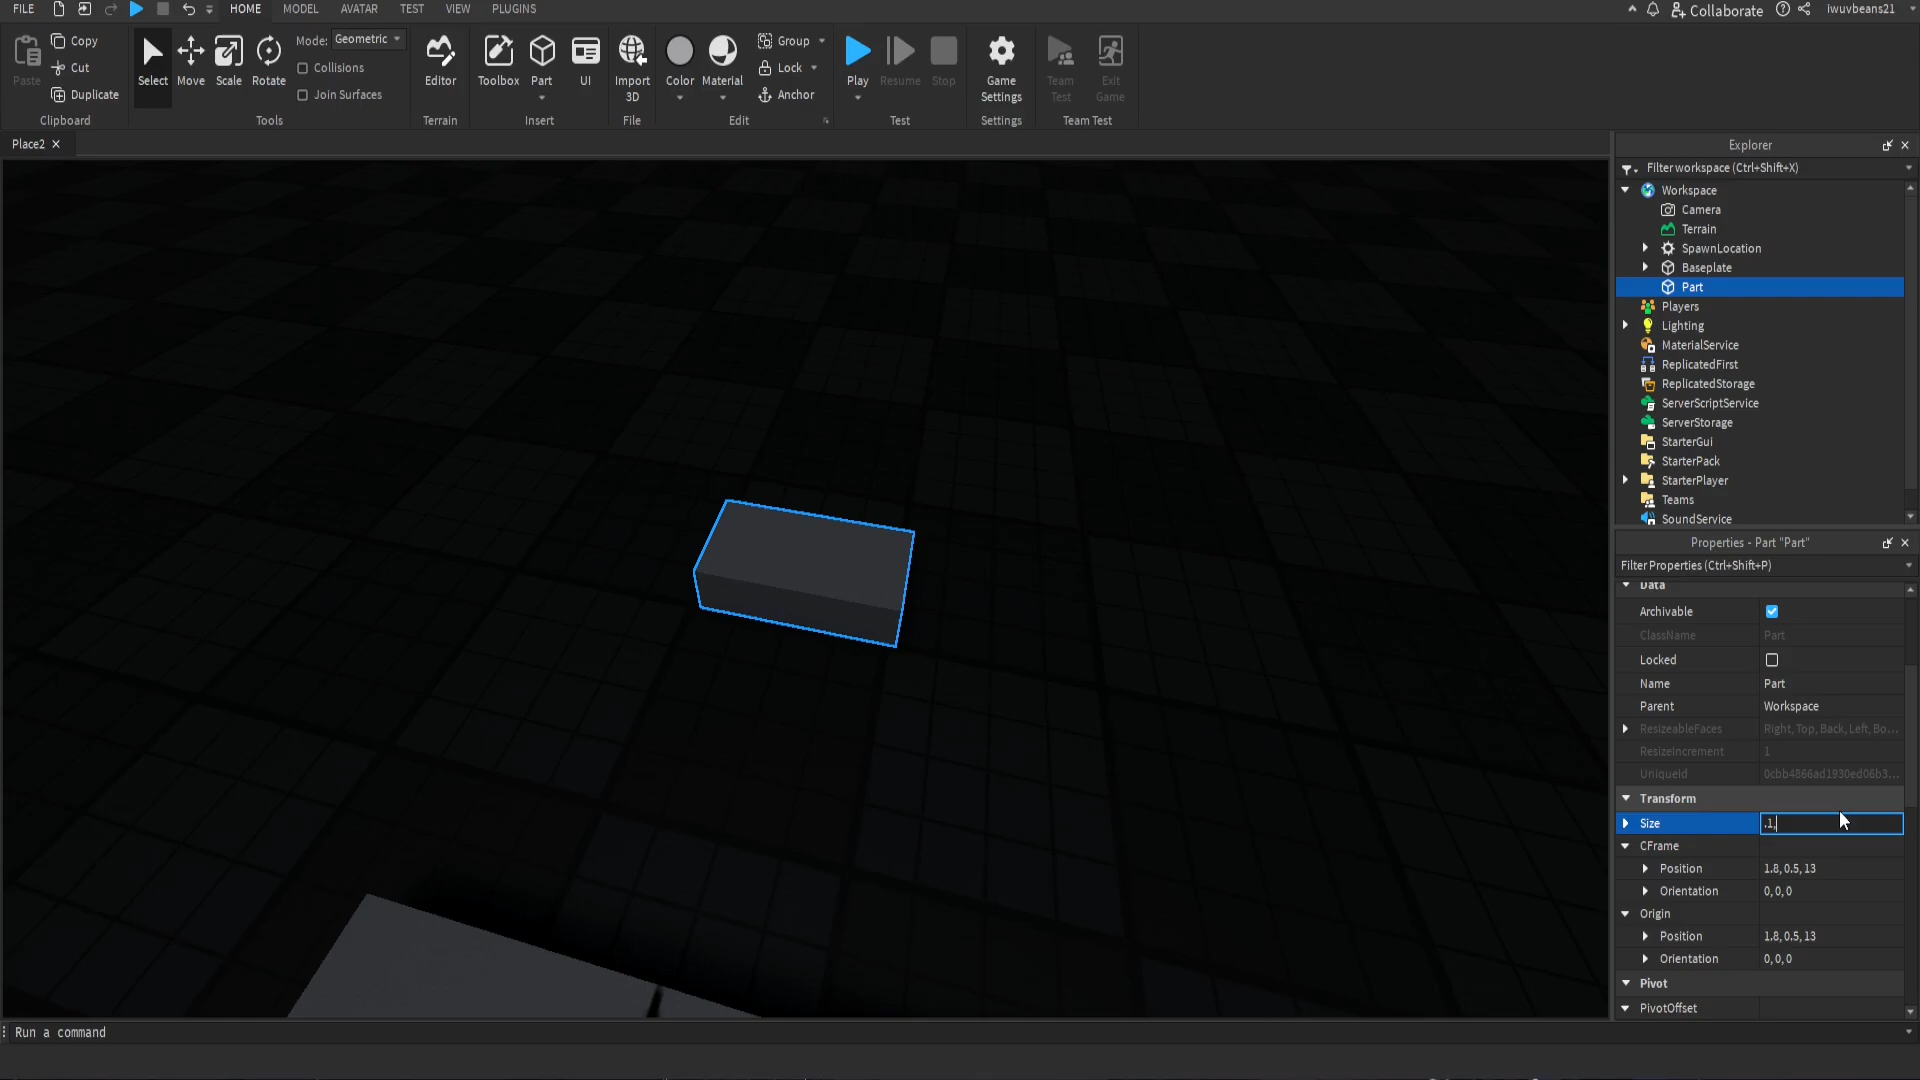 FILE HOME MODEL AVATAR TEST VIEW PLUGINS Collaborate iwuvbeans21
Paste Copy Cut Duplicate Clipboard
Select Move Scale Rotate Mode: Geometric Collisions Join Surfaces Tools
Editor Terrain
Toolbox Part UI Insert
Import 3D File
Color Material Group Lock Anchor Edit
Play Resume Stop Test
Game Settings Settings
Team Test Exit Game Team Test
Place2
Explorer
Filter workspace (Ctrl+Shift+X)
Workspace
Camera
Terrain
SpawnLocation
Baseplate
Part
Players
Lighting
MaterialService
ReplicatedFirst
ReplicatedStorage
ServerScriptService
ServerStorage
StarterGui
StarterPack
StarterPlayer
Teams
SoundService
Properties - Part "Part"
Filter Properties (Ctrl+Shift+P)
Data
Archivable
ClassName Part
Locked
Name Part
Parent Workspace
ResizeableFaces Right, Top, Back, Left, Bo...
ResizeIncrement 1
UniqueId 0cbb4866ad1930ed06b3...
Transform
Size .1,
CFrame
Position 1.8, 0.5, 13
Orientation 0, 0, 0
Origin
Position 1.8, 0.5, 13
Orientation 0, 0, 0
Pivot
PivotOffset
Run a command